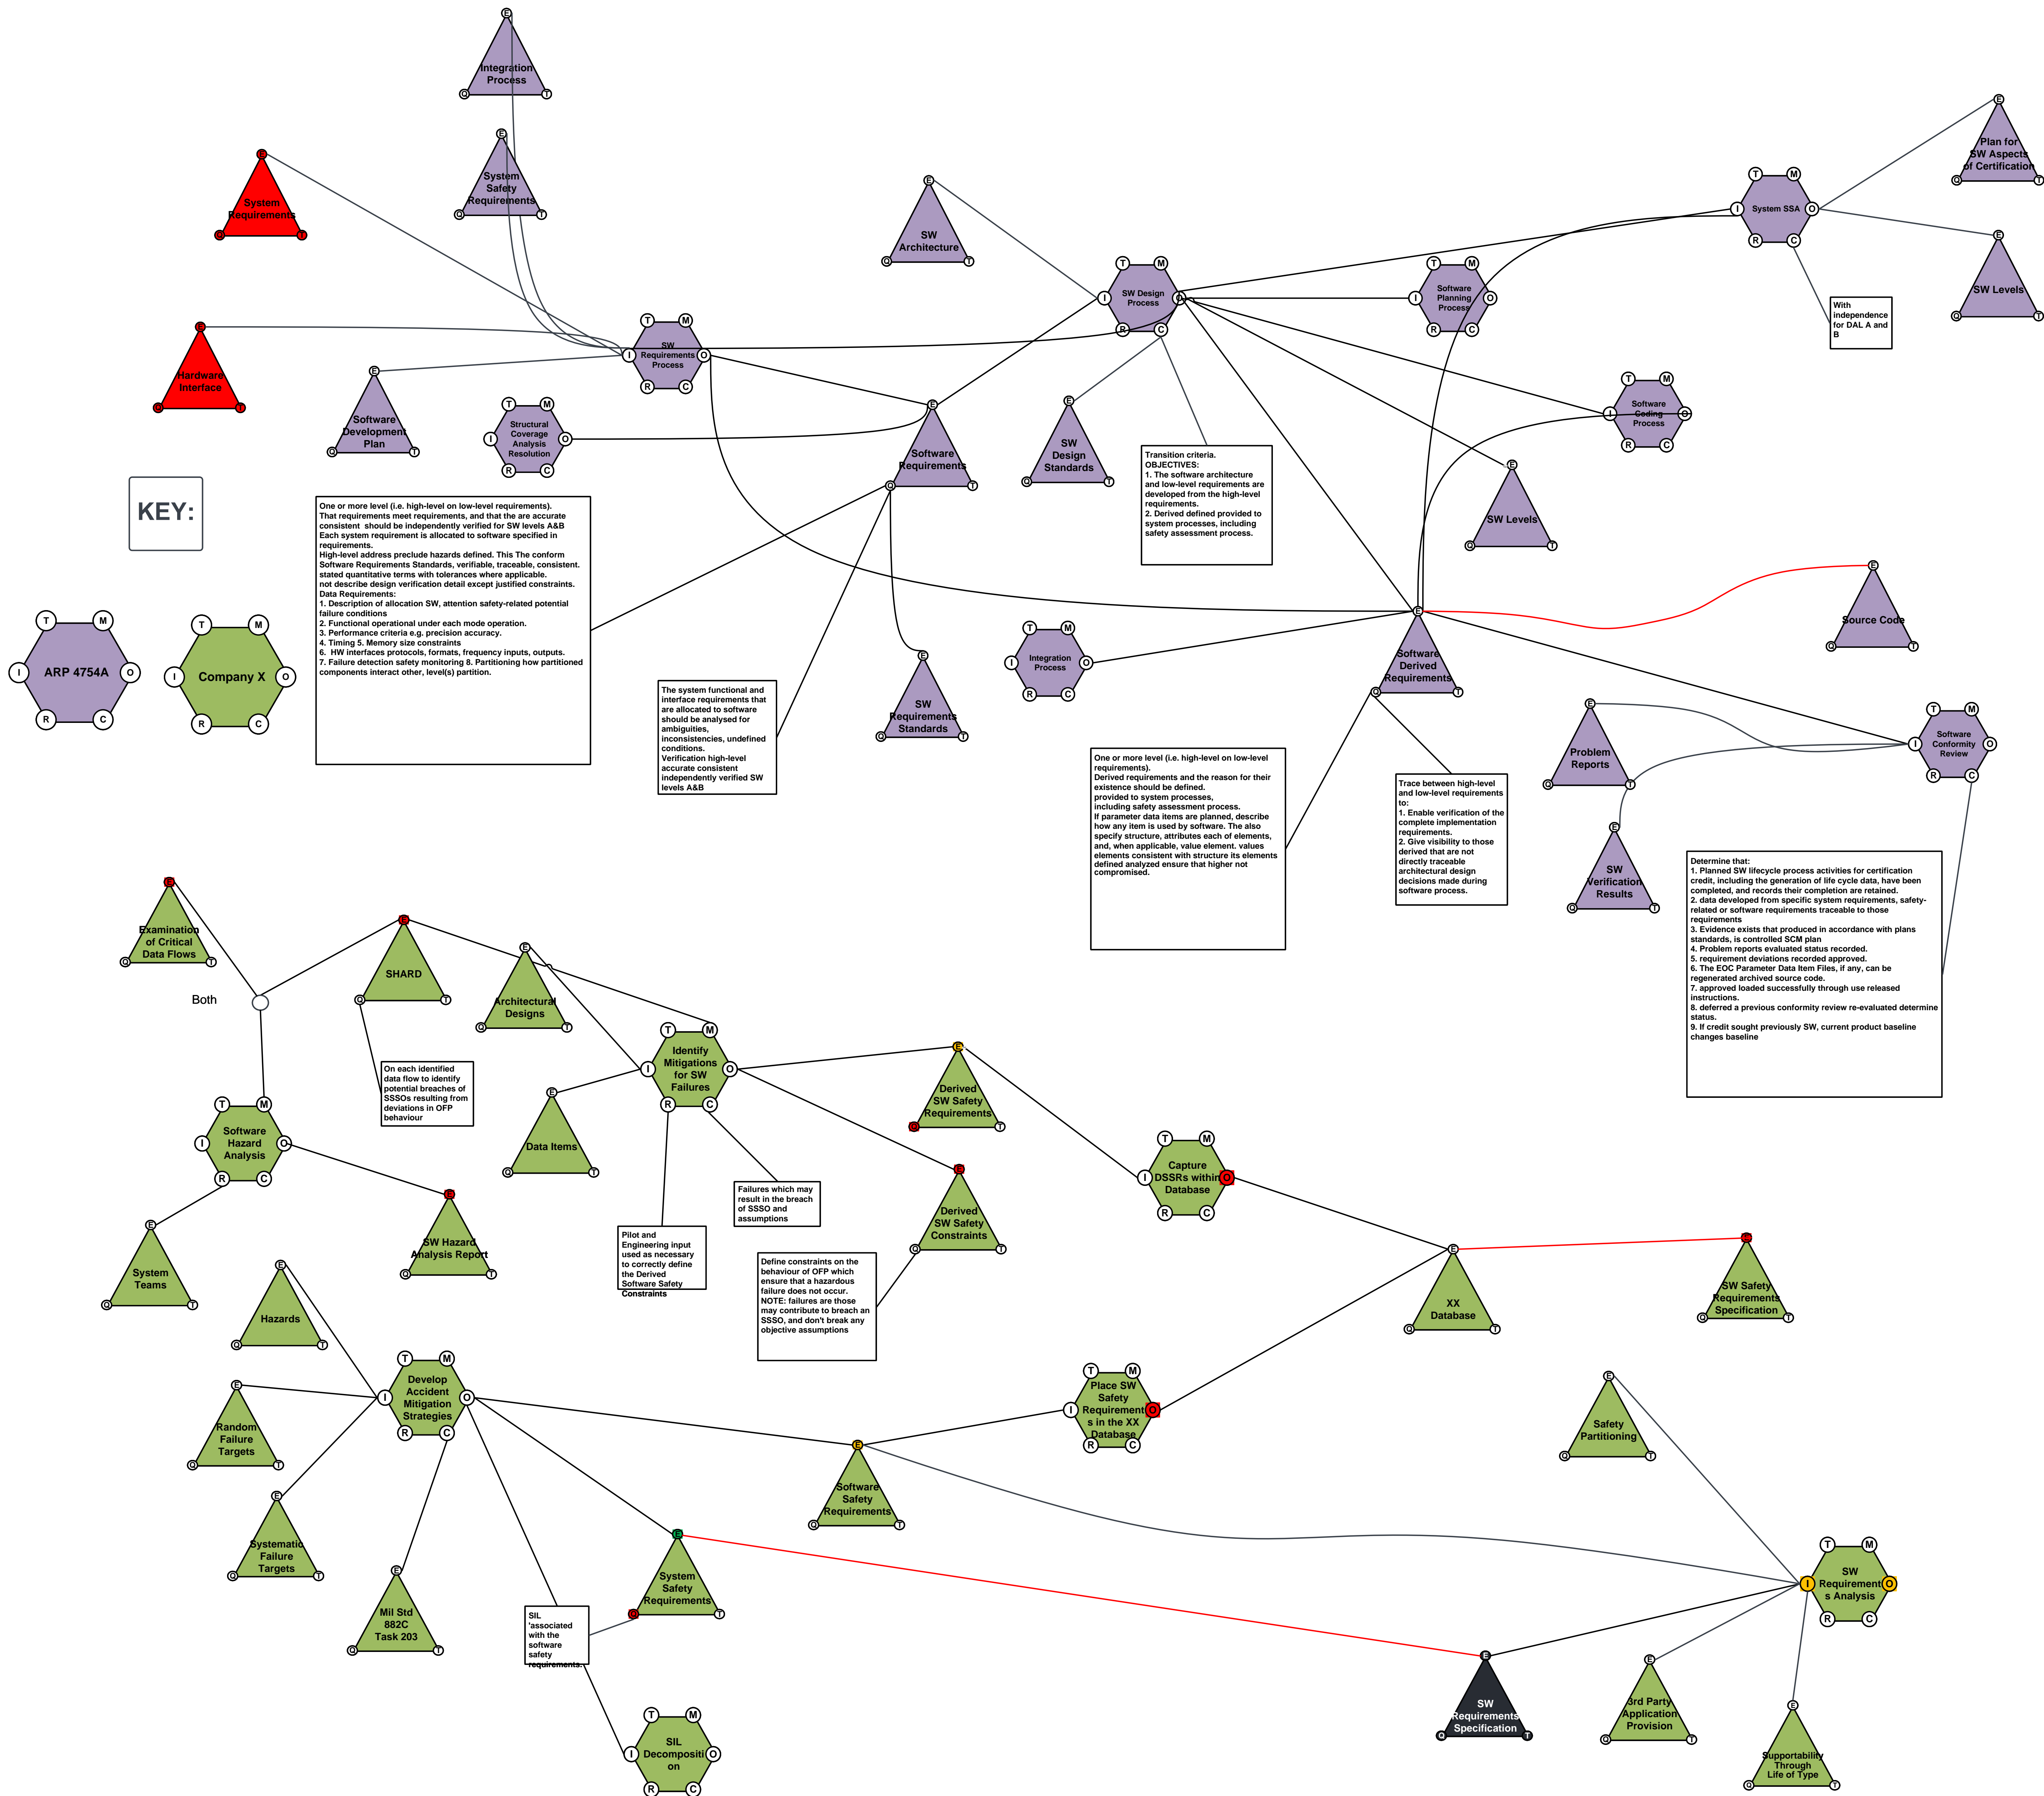 Integration
Process
System
Safety
Requirements
System
Requirements
Hardware
Interface
Software
Development
Plan
SW
Requirements
Process
Structural
Coverage
Analysis
Resolution
SW
Architecture
SW Design
Process
Software
Planning
Process
System SSA
Plan for
SW Aspects
of Certification
SW Levels
With
independence
for DAL A and
B
Software
Requirements
SW
Design
Standards
Transition criteria.
OBJECTIVES:
1. The software architecture
and low-level requirements are
developed from the high-level
requirements.
2. Derived defined provided to
system processes, including
safety assessment process.
Software
Coding
Process
SW Levels
Source Code
KEY:
ARP 4754A
Company X
One or more level (i.e. high-level on low-level requirements).
That requirements meet requirements, and that the are accurate
consistent should be independently verified for SW levels A&B
Each system requirement is allocated to software specified in
requirements.
High-level address preclude hazards defined. This The conform
Software Requirements Standards, verifiable, traceable, consistent.
stated quantitative terms with tolerances where applicable.
not describe design verification detail except justified constraints.
Data Requirements:
1. Description of allocation SW, attention safety-related potential
failure conditions
2. Functional operational under each mode operation.
3. Performance criteria e.g. precision accuracy.
4. Timing 5. Memory size constraints
6. HW interfaces protocols, formats, frequency inputs, outputs.
7. Failure detection safety monitoring 8. Partitioning how partitioned
components interact other, level(s) partition.
The system functional and
interface requirements that
are allocated to software
should be analysed for
ambiguities,
inconsistencies, undefined
conditions.
Verification high-level
accurate consistent
independently verified SW
levels A&B
SW
Requirements
Standards
Integration
Process
Software
Derived
Requirements
One or more level (i.e. high-level on low-level
requirements).
Derived requirements and the reason for their
existence should be defined.
provided to system processes,
including safety assessment process.
If parameter data items are planned, describe
how any item is used by software. The also
specify structure, attributes each of elements,
and, when applicable, value element. values
elements consistent with structure its elements
defined analyzed ensure that higher not
compromised.
Trace between high-level
and low-level requirements
to:
1. Enable verification of the
complete implementation
requirements.
2. Give visibility to those
derived that are not
directly traceable
architectural design
decisions made during
software process.
Problem
Reports
SW
Verification
Results
Software
Conformity
Review
Determine that:
1. Planned SW lifecycle process activities for certification
credit, including the generation of life cycle data, have been
completed, and records their completion are retained.
2. data developed from specific system requirements, safety-
related or software requirements traceable to those
requirements
3. Evidence exists that produced in accordance with plans
standards, is controlled SCM plan
4. Problem reports evaluated status recorded.
5. requirement deviations recorded approved.
6. The EOC Parameter Data Item Files, if any, can be
regenerated archived source code.
7. approved loaded successfully through use released
instructions.
8. deferred a previous conformity review re-evaluated determine
status.
9. If credit sought previously SW, current product baseline
changes baseline
Examination
of Critical
Data Flows
Both
SHARD
Architectural
Designs
On each identified
data flow to identify
potential breaches of
SSSOs resulting from
deviations in OFP
behaviour
Identify
Mitigations
for SW
Failures
Data Items
Software
Hazard
Analysis
System
Teams
SW Hazard
Analysis Report
Derived
SW Safety
Requirements
Failures which may
result in the breach
of SSSO and
assumptions
Pilot and
Engineering input
used as necessary
to correctly define
the Derived
Software Safety
Constraints
Derived
SW Safety
Constraints
Define constraints on the
behaviour of OFP which
ensure that a hazardous
failure does not occur.
NOTE: failures are those
may contribute to breach an
SSSO, and don't break any
objective assumptions
Capture
DSSRs within
Database
XX
Database
SW Safety
Requirements
Specification
Hazards
Random
Failure
Targets
Systematic
Failure
Targets
Develop
Accident
Mitigation
Strategies
Mil Std
882C
Task 203
Place SW
Safety
Requirement
s in the XX
Database
Software
Safety
Requirements
System
Safety
Requirements
SIL
'associated
with the
software
safety
requirements.
SIL
Decompositi
on
Safety
Partitioning
SW
Requirement
s Analysis
SW
Requirements
Specification
3rd Party
Application
Provision
Supportability
Through
Life of Type